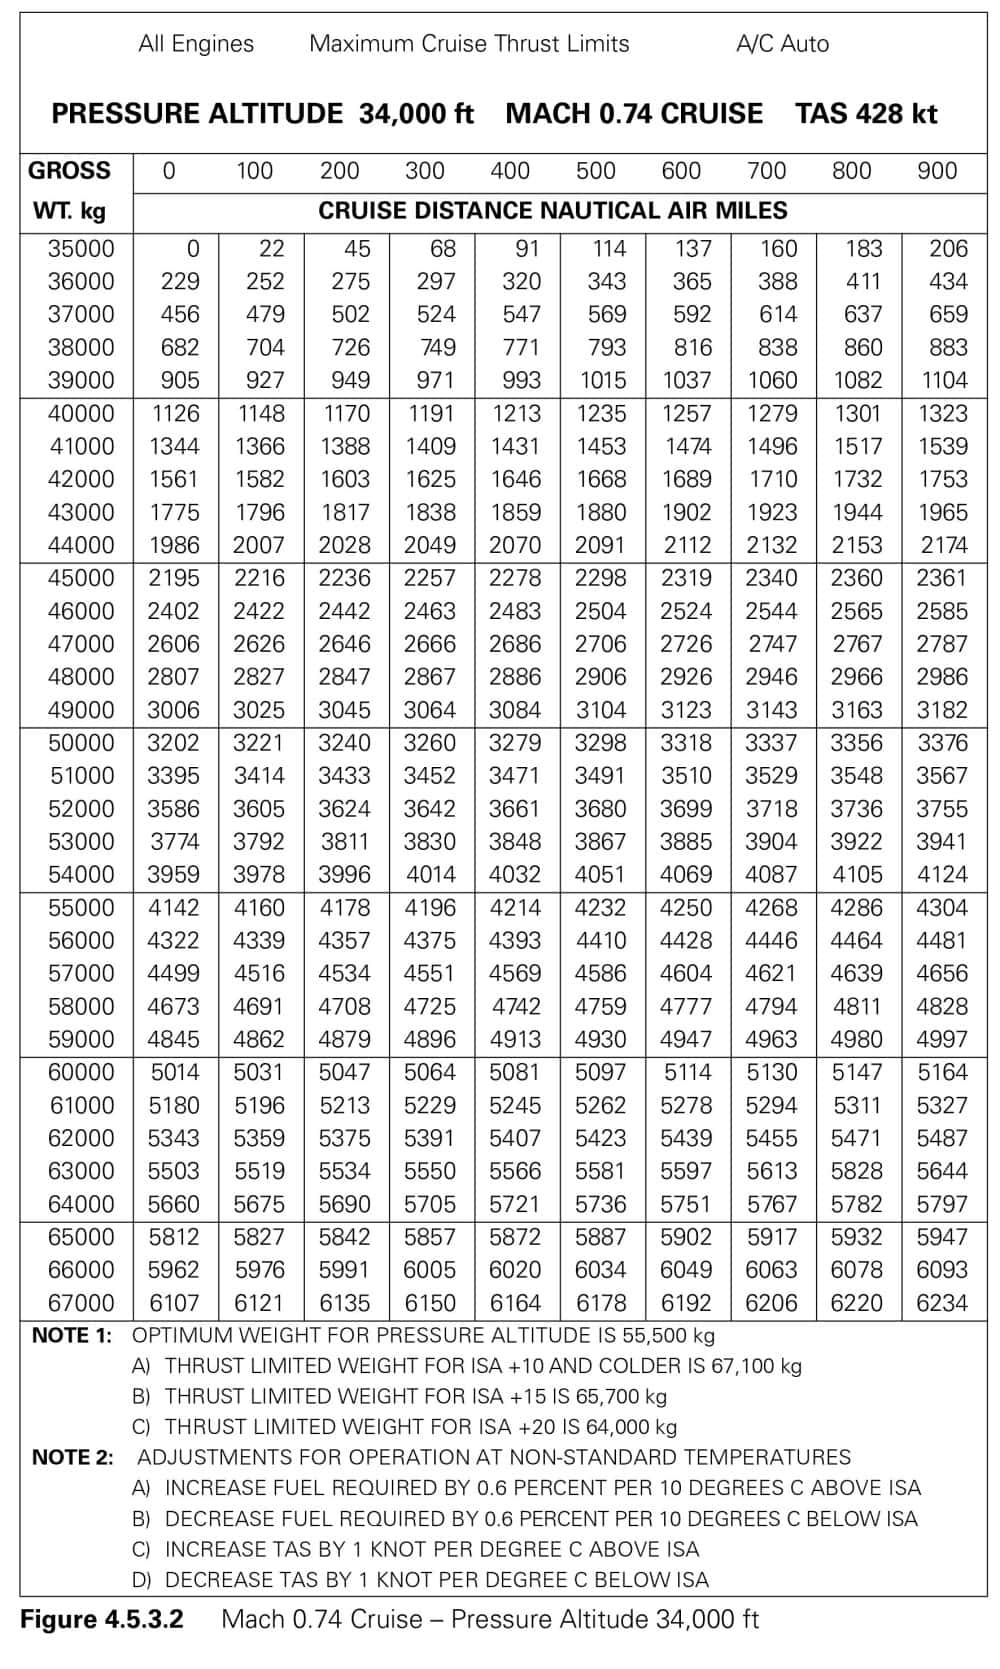 All Engines Maximum Cruise Thrust Limits A/C Auto
PRESSURE ALTITUDE 34,000 ft MACH 0.74 CRUISE TAS 428 kt
GROSS 0 100 200 300 400 500 600 700 800 900
WT. kg CRUISE DISTANCE NAUTICAL AIR MILES
35000 0 22 45 68 91 114 137 160 183 206
36000 229 252 275 297 320 343 365 388 411 434
37000 456 479 502 524 547 569 592 614 637 659
38000 682 704 726 749 771 793 816 838 860 883
39000 905 927 949 971 993 1015 1037 1060 1082 1104
40000 1126 1148 1170 1191 1213 1235 1257 1279 1301 1323
41000 1344 1366 1388 1409 1431 1453 1474 1496 1517 1539
42000 1561 1582 1603 1625 1646 1668 1689 1710 1732 1753
43000 1775 1796 1817 1838 1859 1880 1902 1923 1944 1965
44000 1986 2007 2028 2049 2070 2091 2112 2132 2153 2174
45000 2195 2216 2236 2257 2278 2298 2319 2340 2360 2361
46000 2402 2422 2442 2463 2483 2504 2524 2544 2565 2585
47000 2606 2626 2646 2666 2686 2706 2726 2747 2767 2787
48000 2807 2827 2847 2867 2886 2906 2926 2946 2966 2986
49000 3006 3025 3045 3064 3084 3104 3123 3143 3163 3182
50000 3202 3221 3240 3260 3279 3298 3318 3337 3356 3376
51000 3395 3414 3433 3452 3471 3491 3510 3529 3548 3567
52000 3586 3605 3624 3642 3661 3680 3699 3718 3736 3755
53000 3774 3792 3811 3830 3848 3867 3885 3904 3922 3941
54000 3959 3978 3996 4014 4032 4051 4069 4087 4105 4124
55000 4142 4160 4178 4196 4214 4232 4250 4268 4286 4304
56000 4322 4339 4357 4375 4393 4410 4428 4446 4464 4481
57000 4499 4516 4534 4551 4569 4586 4604 4621 4639 4656
58000 4673 4691 4708 4725 4742 4759 4777 4794 4811 4828
59000 4845 4862 4879 4896 4913 4930 4947 4963 4980 4997
60000 5014 5031 5047 5064 5081 5097 5114 5130 5147 5164
61000 5180 5196 5213 5229 5245 5262 5278 5294 5311 5327
62000 5343 5359 5375 5391 5407 5423 5439 5455 5471 5487
63000 5503 5519 5534 5550 5566 5581 5597 5613 5828 5644
64000 5660 5675 5690 5705 5721 5736 5751 5767 5782 5797
65000 5812 5827 5842 5857 5872 5887 5902 5917 5932 5947
66000 5962 5976 5991 6005 6020 6034 6049 6063 6078 6093
67000 6107 6121 6135 6150 6164 6178 6192 6206 6220 6234
NOTE 1: OPTIMUM WEIGHT FOR PRESSURE ALTITUDE IS 55,500 kg
A) THRUST LIMITED WEIGHT FOR ISA +10 AND COLDER IS 67,100 kg
B) THRUST LIMITED WEIGHT FOR ISA +15 IS 65,700 kg
C) THRUST LIMITED WEIGHT FOR ISA +20 IS 64,000 kg
NOTE 2: ADJUSTMENTS FOR OPERATION AT NON-STANDARD TEMPERATURES
A) INCREASE FUEL REQUIRED BY 0.6 PERCENT PER 10 DEGREES C ABOVE ISA
B) DECREASE FUEL REQUIRED BY 0.6 PERCENT PER 10 DEGREES C BELOW ISA
C) INCREASE TAS BY 1 KNOT PER DEGREE C ABOVE ISA
D) DECREASE TAS BY 1 KNOT PER DEGREE C BELOW ISA
Figure 4.5.3.2 Mach 0.74 Cruise – Pressure Altitude 34,000 ft